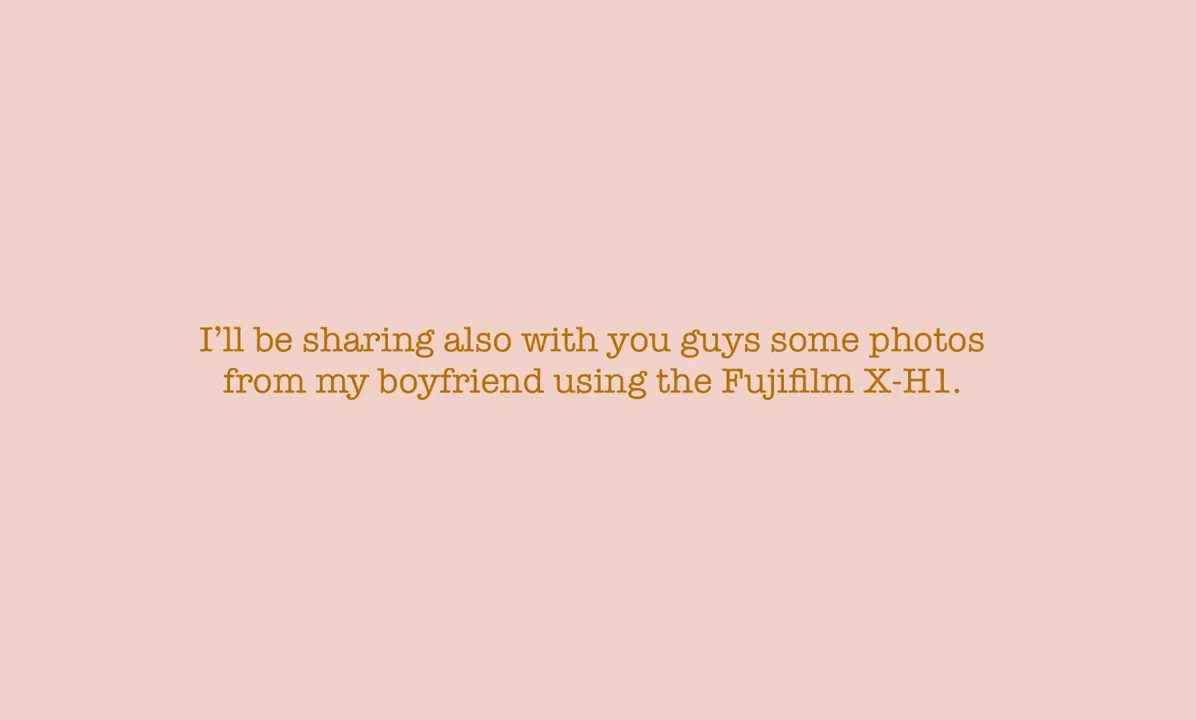 I’ll be sharing also with you guys some photos
from my boyfriend using the Fujifilm X-H1.